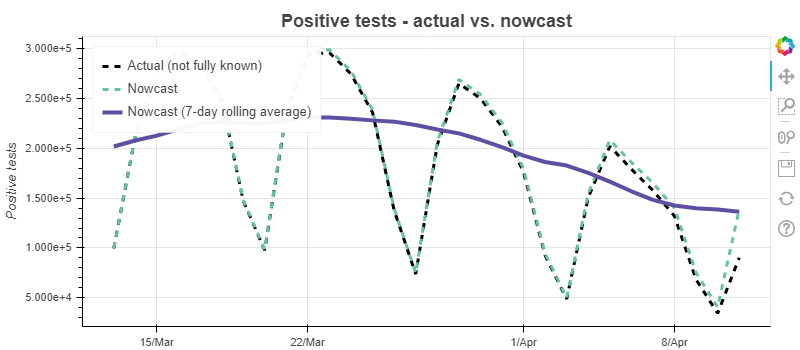 Positive tests - actual vs. nowcast
3.000e+5
2.500e+5
2.000e+5
1.500e+5
1.000e+5
5.000e+4
Positive tests
Actual (not fully known)
Nowcast
Nowcast (7-day rolling average)
15/Mar
22/Mar
1/Apr
8/Apr